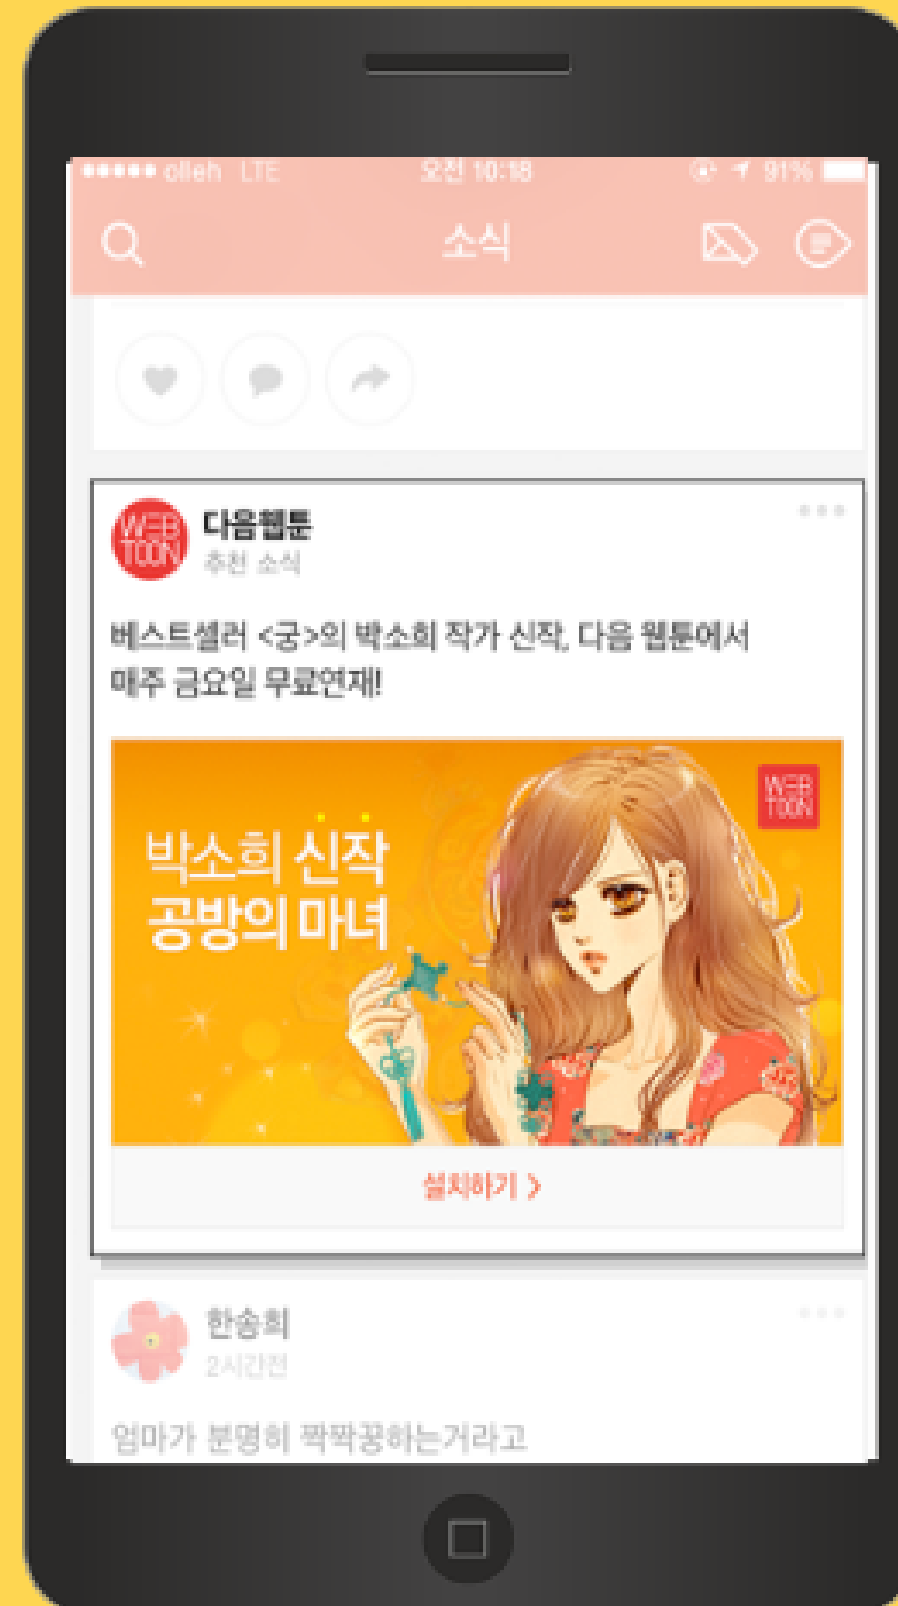 olleh LTE 오전 10:18 91%
소식
WEB
TOON
다음웹툰
추천 소식
베스트셀러 <궁>의 박소희 작가 신작, 다음 웹툰에서
매주 금요일 무료연재!
WEB
TOON
박소희 신작
공방의 마녀
설치하기 >
한송희
2시간전
엄마가 분명히 짝짝꿍하는거라고